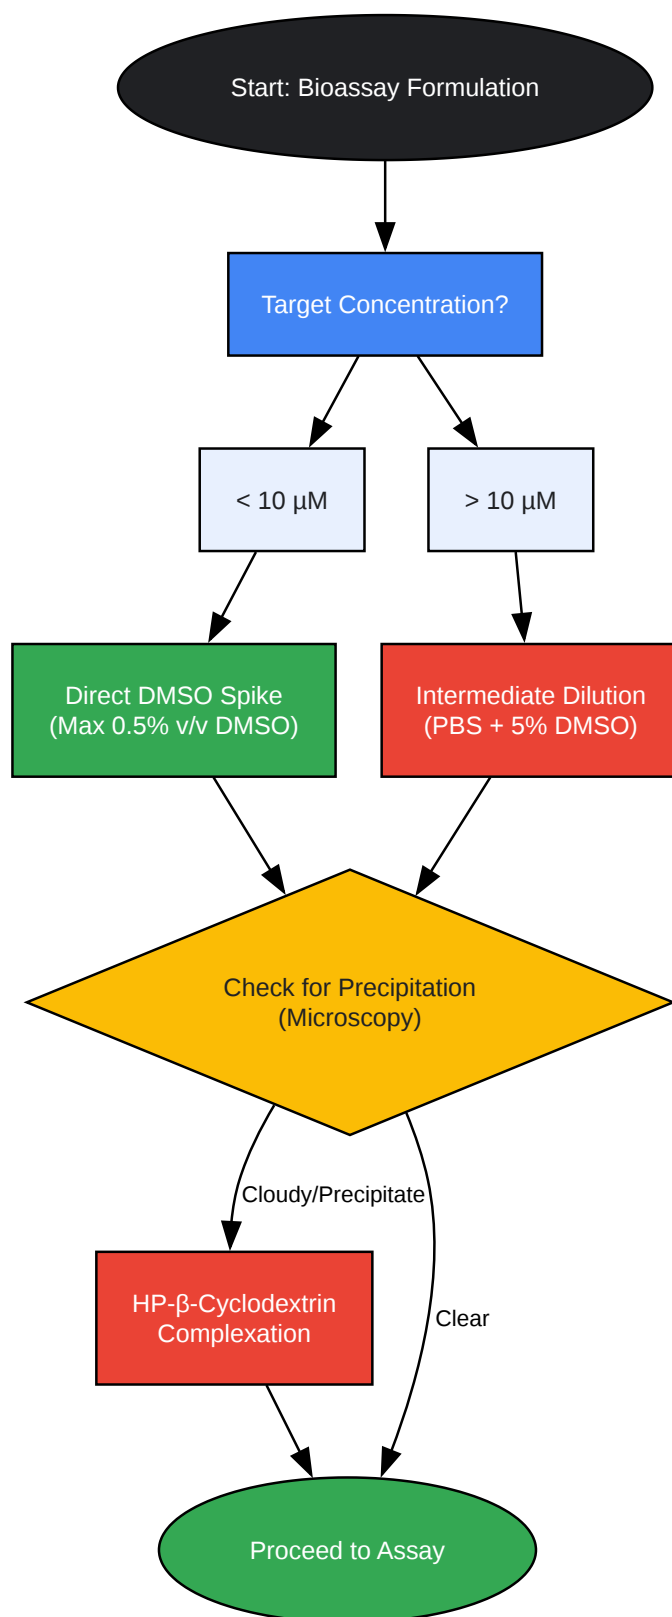 Start: Bioassay Formulation
Target Concentration?
< 10 µM
> 10 µM
Direct DMSO Spike
(Max 0.5% v/v DMSO)
Intermediate Dilution
(PBS + 5% DMSO)
Check for Precipitation
(Microscopy)
Cloudy/Precipitate
HP-β-Cyclodextrin
Complexation
Clear
Proceed to Assay